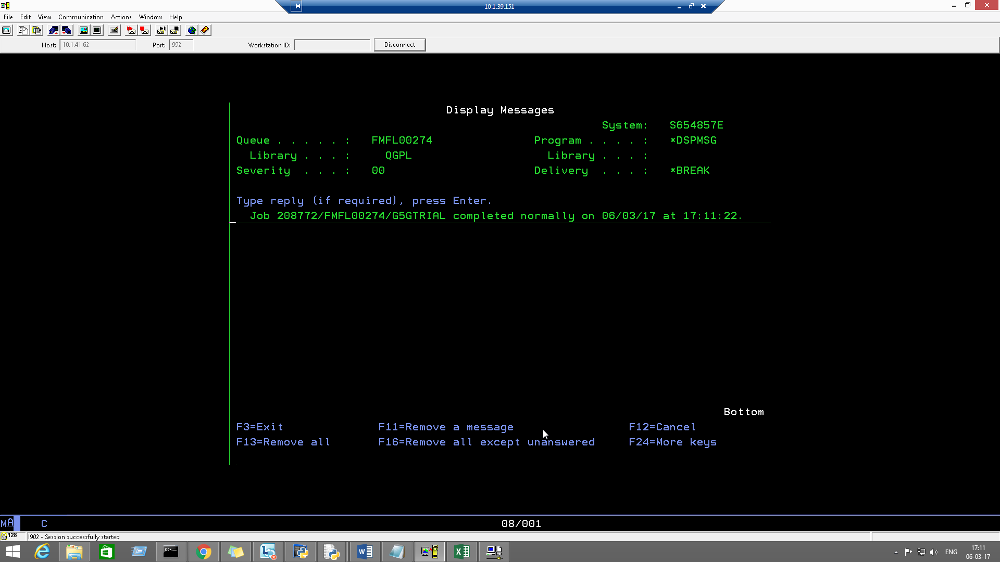 10.1.39.151
File Edit View Communication Actions Window Help
Host: 10.1.41.62 Port: 992 Workstation ID: Disconnect
Display Messages
System: S654857E
Queue . . . . . : FMFL00274 Program . . . . : *DSPMSG
Library . . . : QGPL Library . . . :
Severity . . . : 00 Delivery . . . : *BREAK
Type reply (if required), press Enter.
Job 208772/FMFL00274/G5GTRIAL completed normally on 06/03/17 at 17:11:22.
Bottom
F3=Exit F11=Remove a message F12=Cancel
F13=Remove all F16=Remove all except unanswered F24=More keys
MA C 08/001
128 I902 - Session successfully started
ENG 17:11
06-03-17